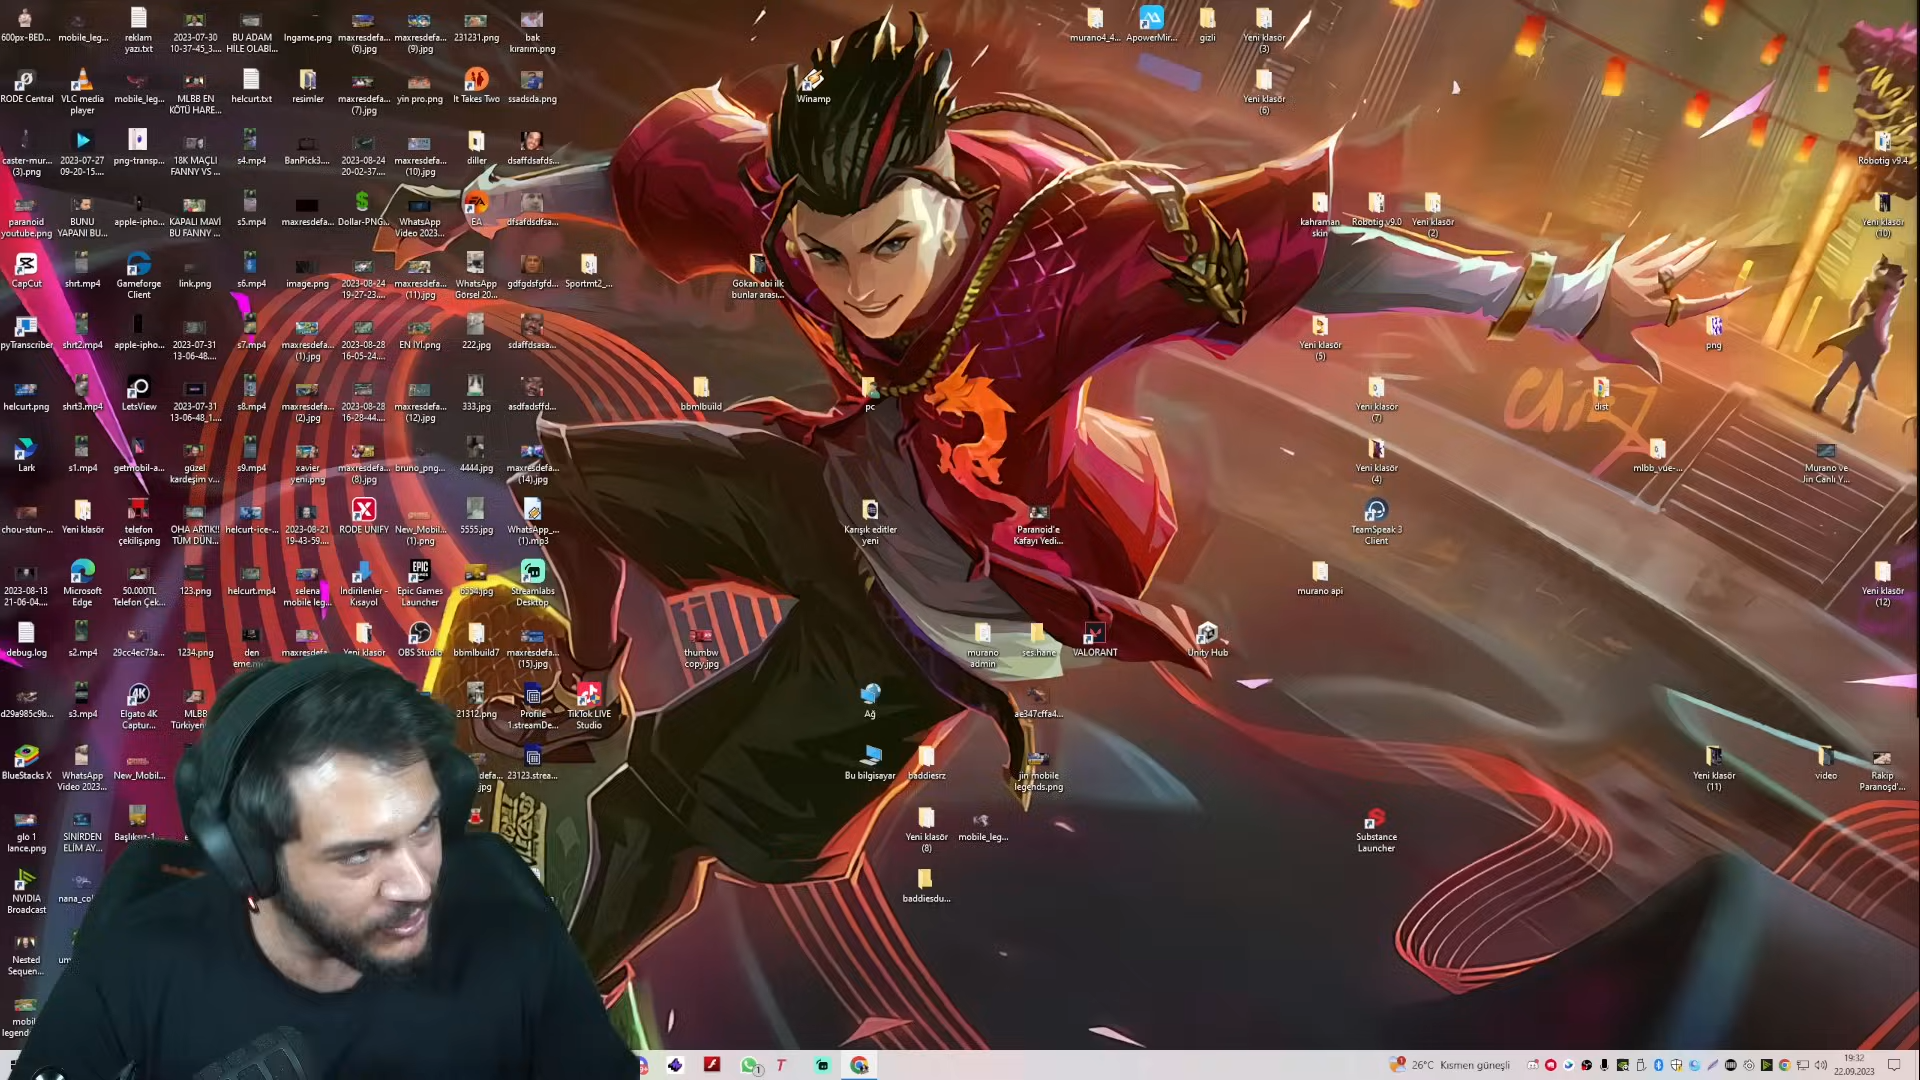 600px-BED...
mobile_leg...
reklam
yazı.txt
2023-07-30
10-37-45_3...
BU ADAM
HİLE OLABİ...
Ingame.png
maxresdefa...
(6).jpg
maxresdefa...
(9).jpg
231231.png
bak
kırarım.png
murano4_4...
ApowerMir...
gizli
Yeni klasör
(3)
RODE Central
VLC media
player
mobile_leg...
MLBB EN
KÖTÜ HARE...
helcurt.txt
resimler
maxresdefa...
(7).jpg
yin pro.png
It Takes Two
ssadsda.png
Winamp
Yeni klasör
(6)
caster-mur...
(3).png
2023-07-27
09-20-15....
png-transp...
18K MAÇLI
FANNY VS ...
s4.mp4
BanPick3....
2023-08-24
20-02-37....
maxresdefa...
(10).jpg
diller
dsaffdsafds...
Robotig v9.4
paranoid
youtube.png
BUNU
YAPANI BU...
apple-ipho...
KAPALI MAVİ
BU FANNY ...
s5.mp4
maxresdefa...
Dollar-PNG...
WhatsApp
Video 2023...
EA
dfsafdsdfsa...
kahraman
skin
Robotig v9.0
Yeni klasör
(2)
Yeni klasör
(10)
CapCut
shrt.mp4
Gameforge
Client
link.png
s6.mp4
image.png
2023-08-24
19-27-23....
maxresdefa...
(11).jpg
WhatsApp
Görsel 20...
gdfgdsfgfd...
Sportmt2_...
Gökan abi ilk
bunlar arası...
pyTranscriber
shrt2.mp4
apple-ipho...
2023-07-31
13-06-48....
s7.mp4
maxresdefa...
(1).jpg
2023-08-28
16-05-24....
EN İYİ.png
222.jpg
sdaffdsasa...
Yeni klasör
(5)
png
helcurt.png
shrt3.mp4
LetsView
2023-07-31
13-06-48_1...
s8.mp4
maxresdefa...
(2).jpg
2023-08-28
16-28-44....
maxresdefa...
(12).jpg
333.jpg
asdfadsffd...
bbmlbuild
pc
Yeni klasör
(7)
dist
Lark
s1.mp4
getmobil-a...
güzel
kardeşim v...
s9.mp4
xavier
yeni.png
maxresdefa...
(8).jpg
bruno_png...
4444.jpg
maxresdefa...
(14).jpg
Yeni klasör
(4)
mlbb_vue-...
Murano ve
Jin Canlı Y...
chou-stun-...
Yeni klasör
telefon
çekiliş.png
OHA ARTIK!!
TÜM DÜN...
helcurt-ice-...
2023-08-21
19-43-59....
RODE UNIFY
New_Mobil...
(1).png
5555.jpg
WhatsApp_...
(1).mp3
Karışık editler
yeni
Paranoid'e
Kafayı Yedi...
TeamSpeak 3
Client
2023-08-13
21-06-04....
Microsoft
Edge
50.000TL
Telefon Çek...
123.png
helcurt.mp4
selena
mobile leg...
İndirilenler -
Kısayol
EPIC
GAMES
Epic Games
Launcher
Streamlabs
Desktop
murano api
Yeni klasör
(12)
debug.log
s2.mp4
29cc4ec73a...
1234.png
den
maxresdefa...
Yeni klasör
OBS Studio
bbmlbuild7
maxresdefa...
(15).jpg
thumbw
copy.jpg
murano
admin
ses.hane
VALORANT
Unity Hub
d29a985c9b...
s3.mp4
4K
Elgato 4K
Captur...
MLBB
Türkiyen
21312.png
Profile
1.streamDe...
TikTok LIVE
Studio
Ağ
ae347cffa4...
BlueStacks X
WhatsApp
Video 2023...
New_Mobil...
23123.strea...
Bu bilgisayar
baddiesrz
jin mobile
legends.png
Yeni klasör
(11)
video
Rakip
Paranoşd'...
glo 1
lance.png
SİNİRDEN
ELİM AY...
Başlıksız-1...
Yeni klasör
(8)
mobile_leg...
Substance
Launcher
NVIDIA
Broadcast
nana_col
baddiesdu...
Nested
Sequen...
um
mobil
legend
26°C Kısmen güneşli
19:32
22.09.2023